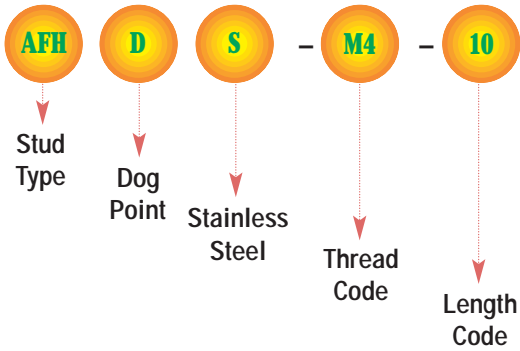 AFH D S – M4 – 10
Stud
Type
Dog
Point
Stainless
Steel
Thread
Code
Length
Code